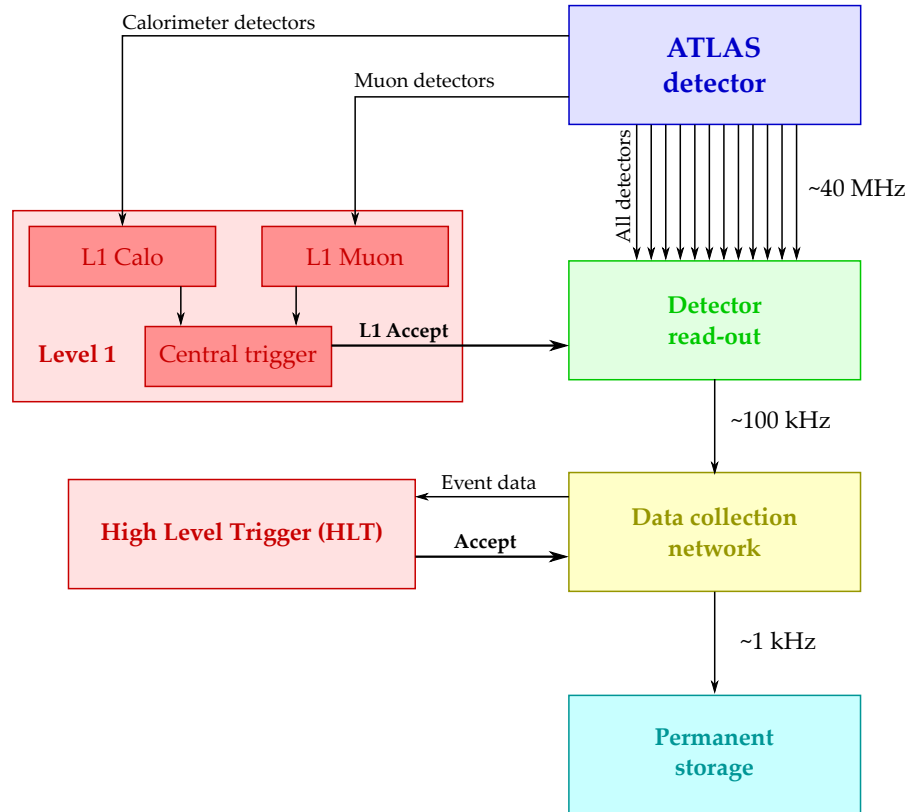 Calorimeter detectors
ATLAS
detector
Muon detectors
All detectors
~40 MHz
L1 Calo
L1 Muon
Level 1
Central trigger
L1 Accept
Detector
read-out
~100 kHz
Event data
High Level Trigger (HLT)
Accept
Data collection
network
~1 kHz
Permanent
storage